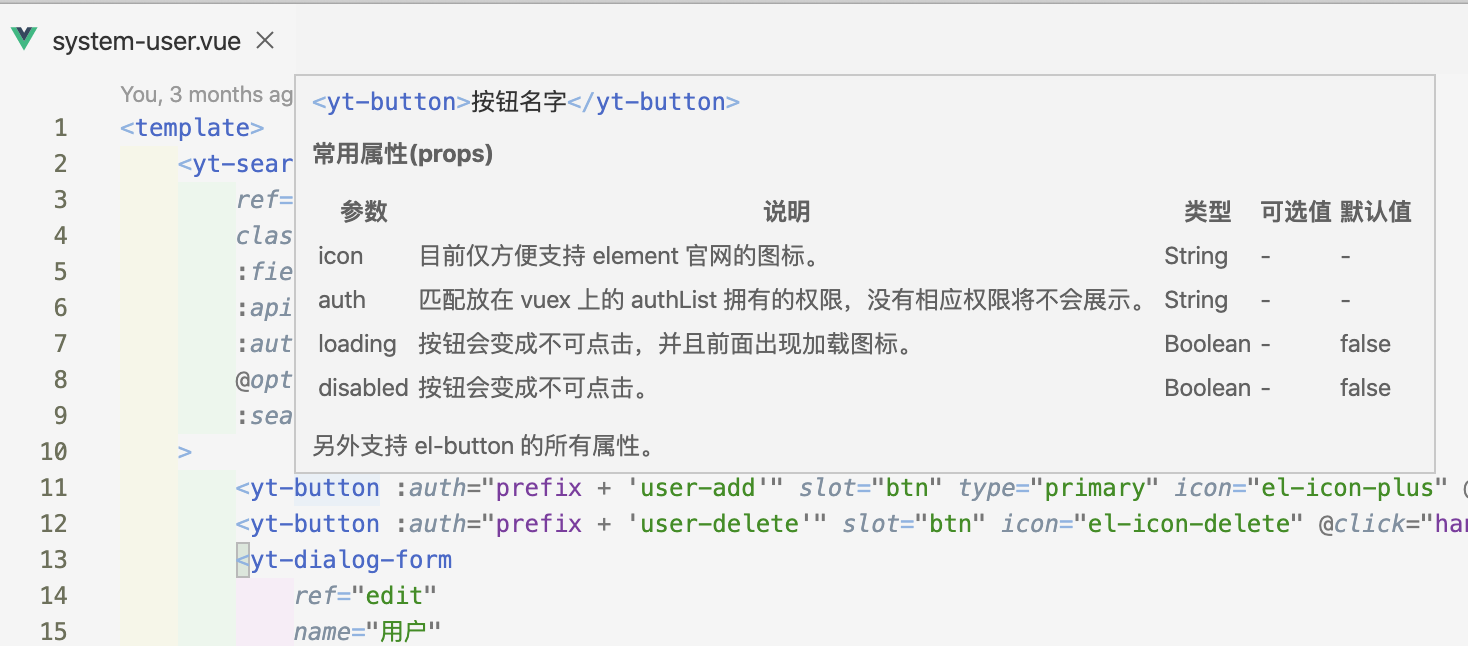 system-user.vue
You, 3 months ag
<yt-button>按钮名字</yt-button>
常用属性(props)
参数 说明 类型 可选值 默认值
icon 目前仅方便支持 element 官网的图标。 String - -
auth 匹配放在 vuex 上的 authList 拥有的权限，没有相应权限将不会展示。 String - -
loading 按钮会变成不可点击，并且前面出现加载图标。 Boolean - false
disabled 按钮会变成不可点击。 Boolean - false
另外支持 el-button 的所有属性。
1 <template>
2 <yt-sear
3 ref=
4 clas
5 :fie
6 :api
7 :aut
8 @opt
9 :sea
10 >
11 <yt-button :auth="prefix + 'user-add'" slot="btn" type="primary" icon="el-icon-plus" @
12 <yt-button :auth="prefix + 'user-delete'" slot="btn" icon="el-icon-delete" @click="han
13 <yt-dialog-form
14 ref="edit"
15 name="用户"